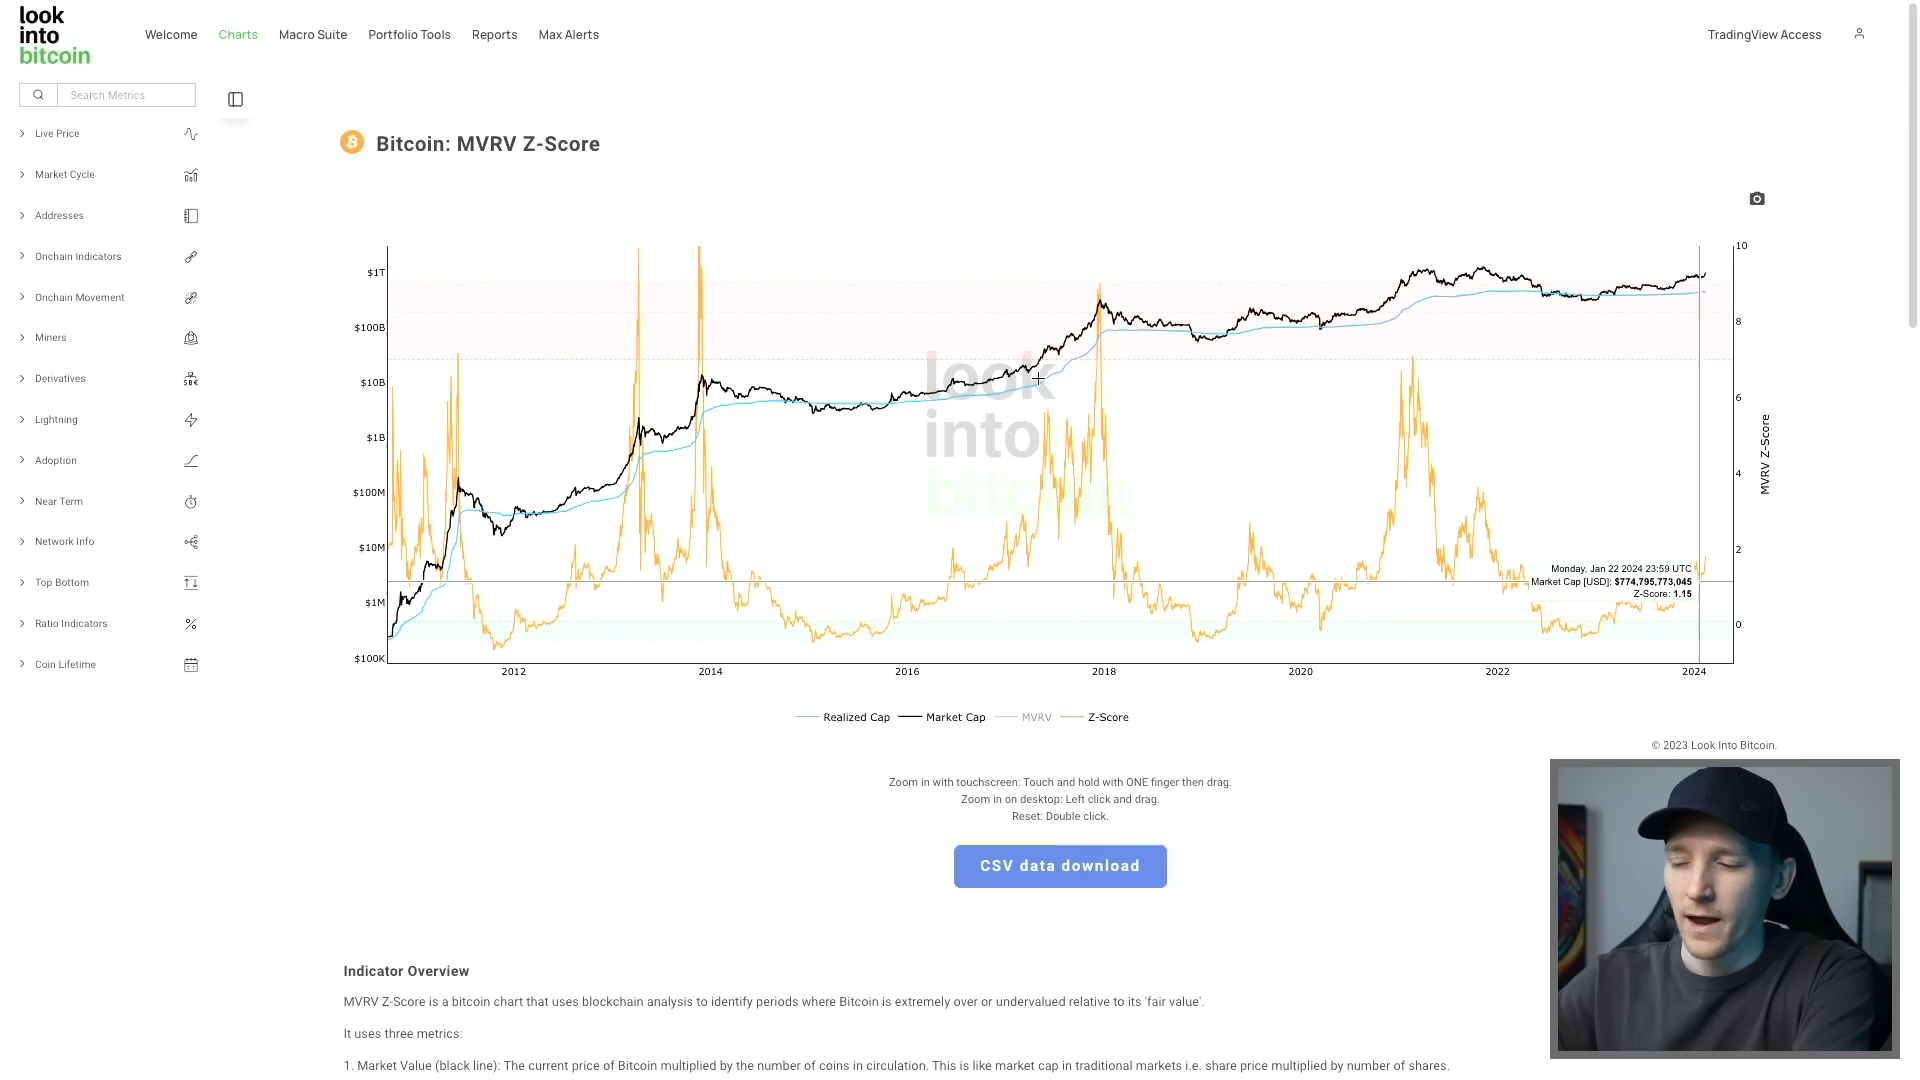 look
into
bitcoin
Welcome
Charts
Macro Suite
Portfolio Tools
Reports
Max Alerts
TradingView Access
Search Metrics
Live Price
Market Cycle
Addresses
Onchain Indicators
Onchain Movement
Miners
Derivatives
Lightning
Adoption
Near Term
Network Info
Top Bottom
Ratio Indicators
Coin Lifetime
Bitcoin: MVRV Z-Score
$1T
$100B
$10B
$1B
$100M
$10M
$1M
$100K
look
into
bitcoin
10
8
6
4
2
0
MVRV Z-Score
Monday, Jan 22 2024 23:59 UTC
Market Cap [USD]: $774,795,773,045
Z-Score: 1.15
2012
2014
2016
2018
2020
2022
2024
Realized Cap
Market Cap
MVRV
Z-Score
© 2023 Look Into Bitcoin.
Zoom in with touchscreen: Touch and hold with ONE finger then drag.
Zoom in on desktop: Left click and drag.
Reset: Double click.
CSV data download
Indicator Overview
MVRV Z-Score is a bitcoin chart that uses blockchain analysis to identify periods where Bitcoin is extremely over or undervalued relative to its 'fair value'.
It uses three metrics:
1. Market Value (black line): The current price of Bitcoin multiplied by the number of coins in circulation. This is like market cap in traditional markets i.e. share price multiplied by number of shares.